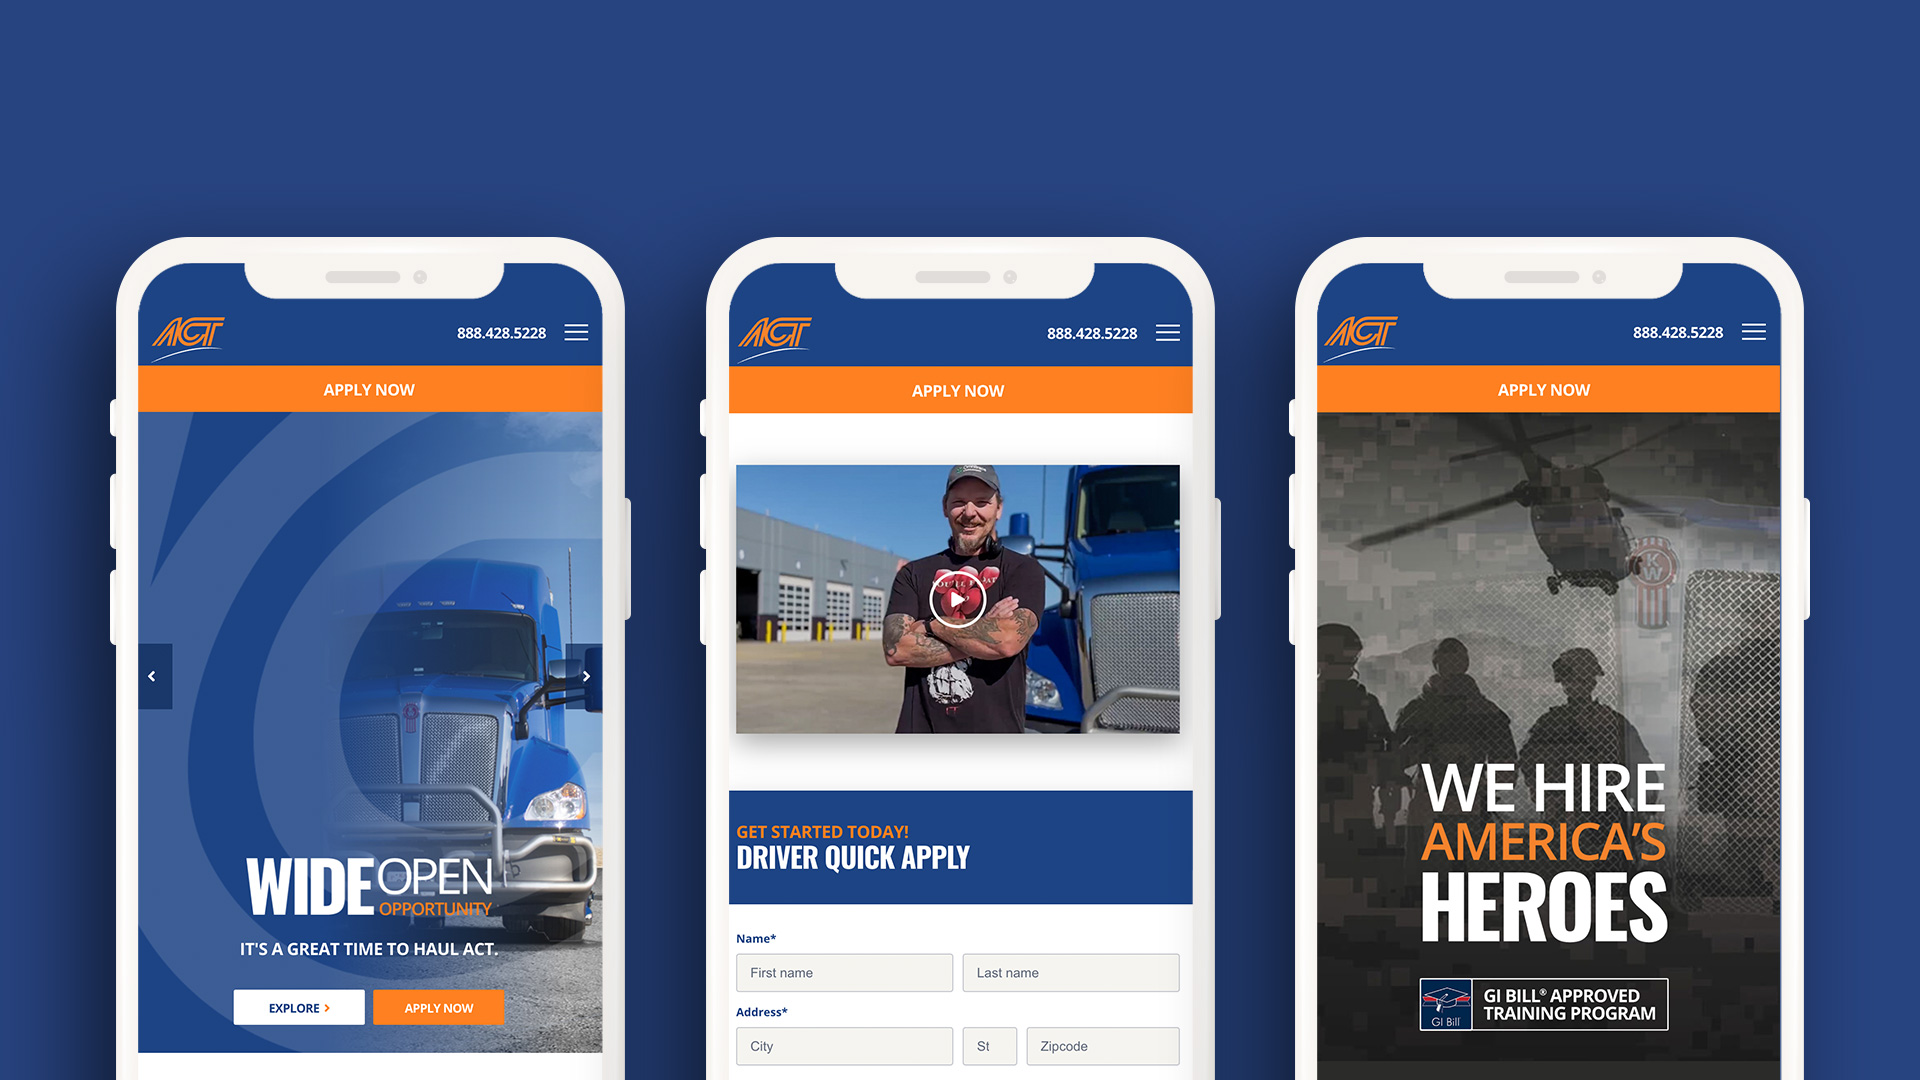 ACT
888.428.5228
APPLY NOW
WIDE OPEN
OPPORTUNITY
IT'S A GREAT TIME TO HAUL ACT.
EXPLORE
APPLY NOW
ACT
888.428.5228
APPLY NOW
GET STARTED TODAY!
DRIVER QUICK APPLY
Name*
First name
Last name
Address*
City
St
Zipcode
ACT
888.428.5228
APPLY NOW
WE HIRE
AMERICA'S
HEROES
GI Bill
GI BILL® APPROVED
TRAINING PROGRAM